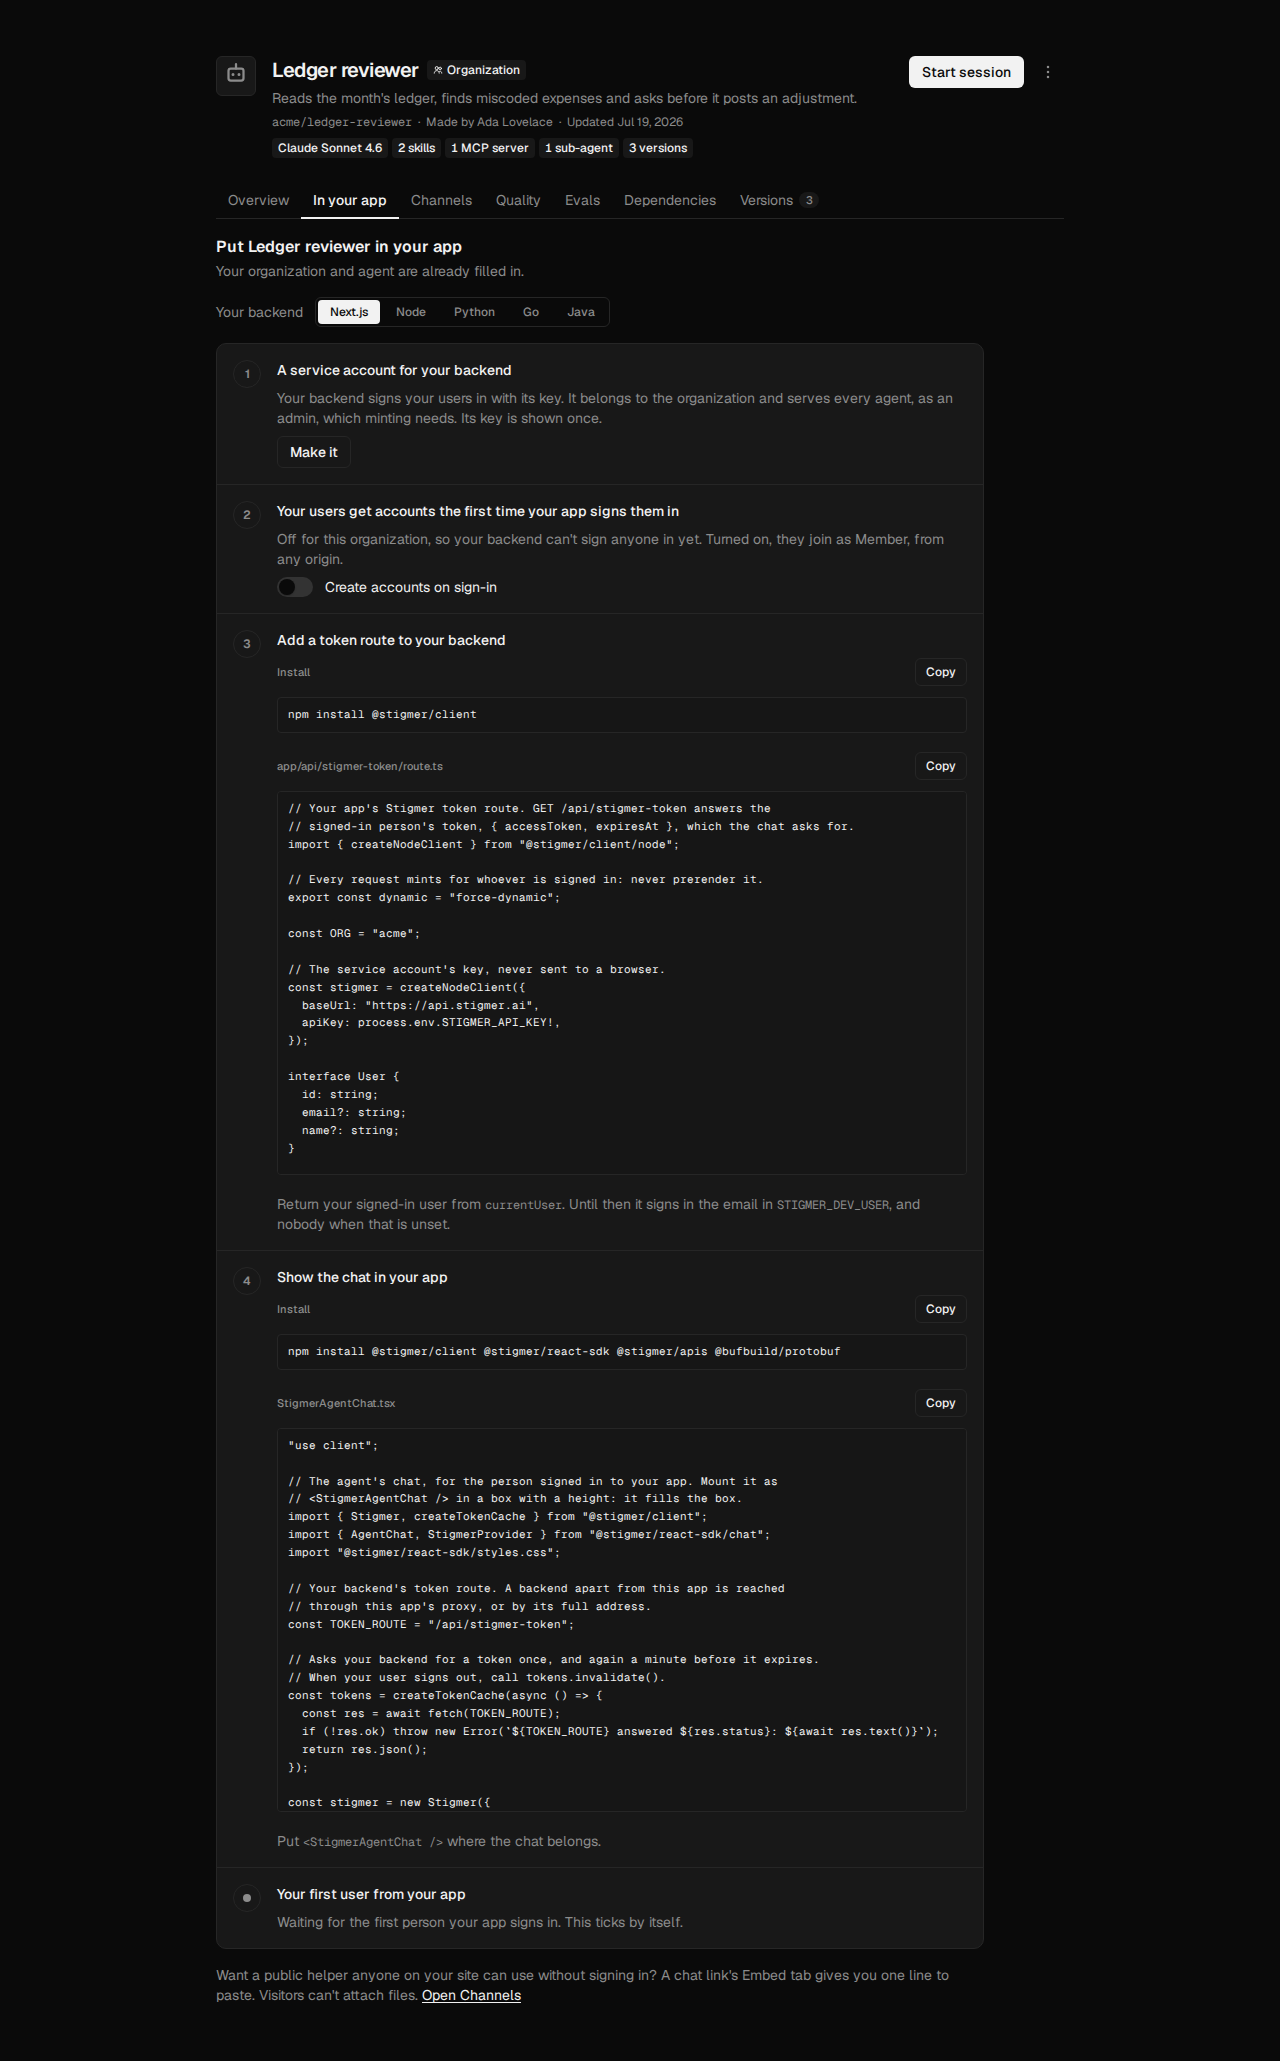 Ledger reviewer
Organization
Start session
Reads the month's ledger, finds miscoded expenses and asks before it posts an adjustment.
acme/ledger-reviewer · Made by Ada Lovelace · Updated Jul 19, 2026
Claude Sonnet 4.6
2 skills
1 MCP server
1 sub-agent
3 versions
Overview
In your app
Channels
Quality
Evals
Dependencies
Versions 3
Put Ledger reviewer in your app
Your organization and agent are already filled in.
Your backend
Next.js
Node
Python
Go
Java
1
A service account for your backend
Your backend signs your users in with its key. It belongs to the organization and serves every agent, as an
admin, which minting needs. Its key is shown once.
Make it
2
Your users get accounts the first time your app signs them in
Off for this organization, so your backend can't sign anyone in yet. Turned on, they join as Member, from
any origin.
Create accounts on sign-in
3
Add a token route to your backend
Install
Copy
npm install @stigmer/client
app/api/stigmer-token/route.ts
Copy
// Your app's Stigmer token route. GET /api/stigmer-token answers the
// signed-in person's token, { accessToken, expiresAt }, which the chat asks for.
import { createNodeClient } from "@stigmer/client/node";
// Every request mints for whoever is signed in: never prerender it.
export const dynamic = "force-dynamic";
const ORG = "acme";
// The service account's key, never sent to a browser.
const stigmer = createNodeClient({
  baseUrl: "https://api.stigmer.ai",
  apiKey: process.env.STIGMER_API_KEY!,
});
interface User {
  id: string;
  email?: string;
  name?: string;
}
Return your signed-in user from currentUser. Until then it signs in the email in STIGMER_DEV_USER, and
nobody when that is unset.
4
Show the chat in your app
Install
Copy
npm install @stigmer/client @stigmer/react-sdk @stigmer/apis @bufbuild/protobuf
StigmerAgentChat.tsx
Copy
"use client";
// The agent's chat, for the person signed in to your app. Mount it as
// <StigmerAgentChat /> in a box with a height: it fills the box.
import { Stigmer, createTokenCache } from "@stigmer/client";
import { AgentChat, StigmerProvider } from "@stigmer/react-sdk/chat";
import "@stigmer/react-sdk/styles.css";
// Your backend's token route. A backend apart from this app is reached
// through this app's proxy, or by its full address.
const TOKEN_ROUTE = "/api/stigmer-token";
// Asks your backend for a token once, and again a minute before it expires.
// When your user signs out, call tokens.invalidate().
const tokens = createTokenCache(async () => {
  const res = await fetch(TOKEN_ROUTE);
  if (!res.ok) throw new Error(`${TOKEN_ROUTE} answered ${res.status}: ${await res.text()}`);
  return res.json();
});
const stigmer = new Stigmer({
Put <StigmerAgentChat /> where the chat belongs.
Your first user from your app
Waiting for the first person your app signs in. This ticks by itself.
Want a public helper anyone on your site can use without signing in? A chat link's Embed tab gives you one line to
paste. Visitors can't attach files. Open Channels